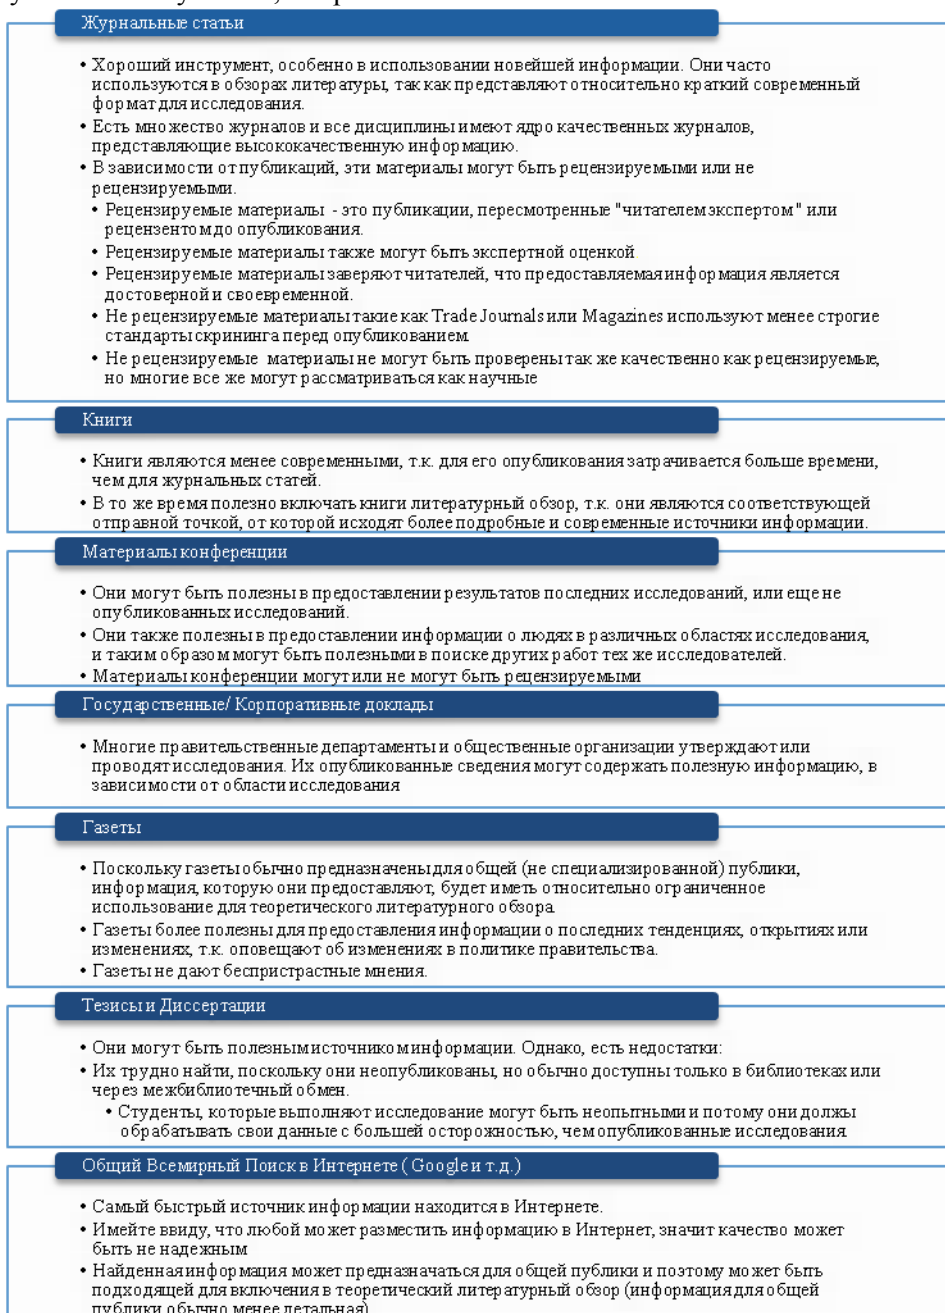 Журнальные статьи
• Хороший инструмент, особенно в использовании новейшей информации. Они часто
используются в обзорах литературы, так как представляют относительно краткий современный
формат для исследования.
• Есть множество журналов и все дисциплины имеют ядро качественных журналов,
представляющие высококачественную информацию.
• В зависимости от публикаций, эти материалы могут быть рецензируемыми или не
рецензируемыми.
• Рецензируемые материалы - это публикации, пересмотренные "читателем экспертом" или
рецензентом до опубликования.
• Рецензируемые материалы также могут быть экспертной оценкой
• Рецензируемые материалы заверяют читателей, что предоставляемая информация является
достоверной и своевременной.
• Не рецензируемые материалы такие как Trade Journals или Magazines используют менее строгие
стандарты скрининга перед опубликованием
• Не рецензируемые материалы не могут быть проверены так же качественно как рецензируемые,
но многие все же могут рассматриваться как научные
Книги
• Книги являются менее современными, т.к. для его опубликования затрачивается больше времени,
чем для журнальных статей.
• В то же время полезно включать книги литературный обзор, т.к. они являются соответствующей
отправной точкой, от которой исходят более подробные и современные источники информации.
Материалы конференции
• Они могут быть полезны в предоставлении результатов последних исследований, или еще не
опубликованных исследований.
• Они также полезны в предоставлении информации о людях в различных областях исследования,
и таким образом могут быть полезными в поиске других работ тех же исследователей.
• Материалы конференции могут или не могут быть рецензируемыми
Государственные/ Корпоративные доклады
• Многие правительственные департаменты и общественные организации утверждают или
проводят исследования. Их опубликованные сведения могут содержать полезную информацию, в
зависимости от области исследования
Газеты
• Поскольку газеты обычно предназначены для общей (не специализированной) публики,
информация, которую они предоставляют, будет иметь относительно ограниченное
использование для теоретического литературного обзора.
• Газеты более полезны для предоставления информации о последних тенденциях, открытиях или
изменениях, т.к. оповещают об изменениях в политике правительства.
• Газеты не дают беспристрастные мнения.
Тезисы и Диссертации
• Они могут быть полезным источником информации. Однако, есть недостатки:
• Их трудно найти, поскольку они неопубликованы, но обычно доступны только в библиотеках или
через межбиблиотечный обмен.
• Студенты, которые выполняют исследование могут быть неопытными и потому они должы
обрабатывать свои данные с большей осторожностью, чем опубликованные исследования.
Общий Всемирный Поиск в Интернете ( Google и т.д.)
• Самый быстрый источник информации находится в Интернете.
• Имейте ввиду, что любой может разместить информацию в Интернет, значит качество может
быть не надежным
• Найденная информация может предназначаться для общей публики и поэтому может быть
подходящей для включения в теоретический литературный обзор (информация для общей
публики обычно менее детальная)